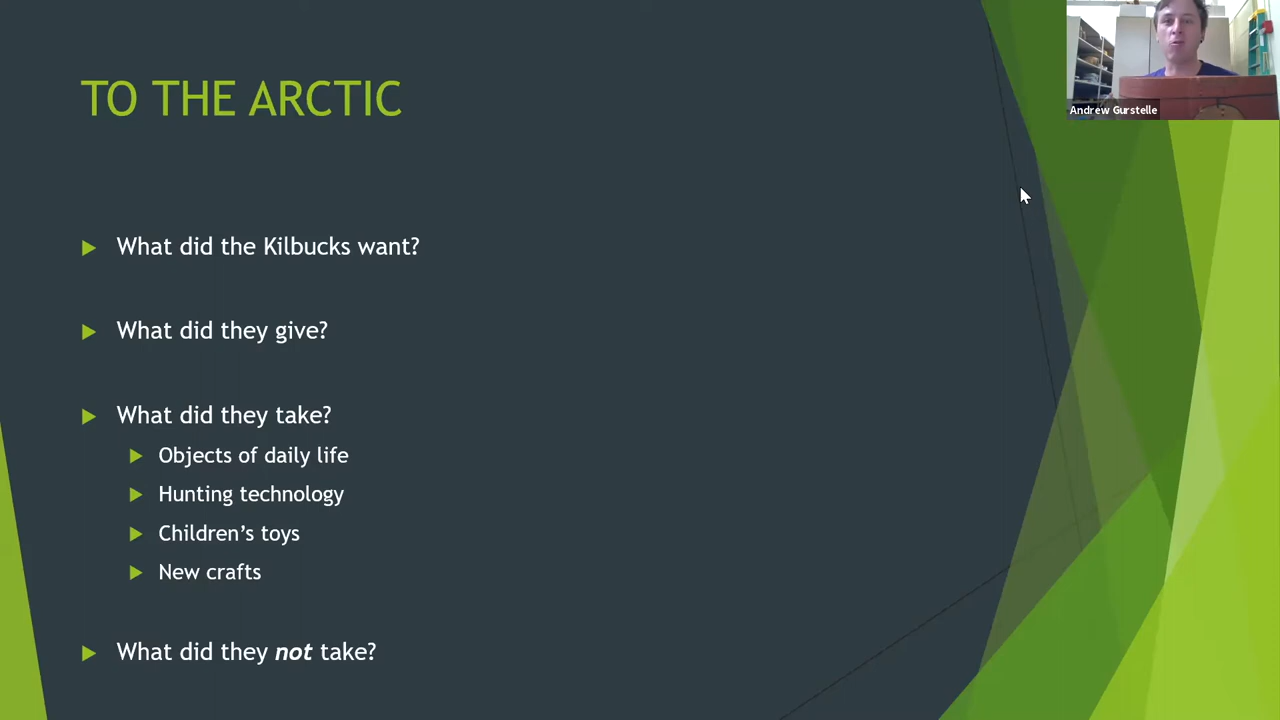 TO THE ARCTIC
Andrew Gurstelle
What did the Kilbucks want?
What did they give?
What did they take?
Objects of daily life
Hunting technology
Children’s toys
New crafts
What did they not take?